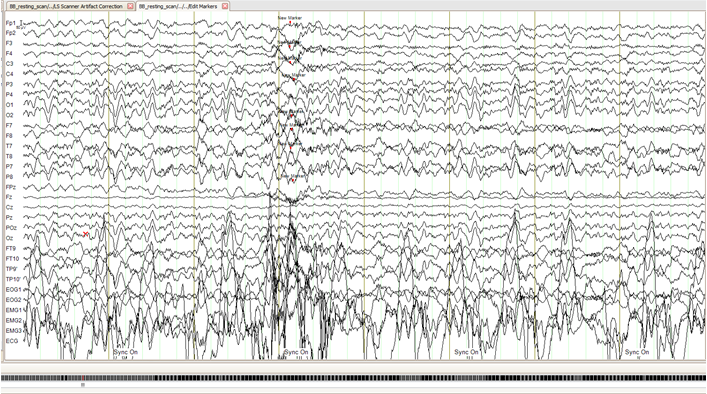 BB_resting_scan/.../LS Scanner Artifact Correction
BB_resting_scan/.../.../Edit Markers
Fp1
Fp2
F3
F4
C3
C4
P3
P4
O1
O2
F7
F8
T7
T8
P7
P8
FPz
Fz
Cz
Pz
POz
Oz
FT9
FT10
TP9'
TP10'
EOG1
EOG2
EMG1
EMG2
EMG3
ECG
New Marker
Sync On
Sync On
Sync On
Sync On